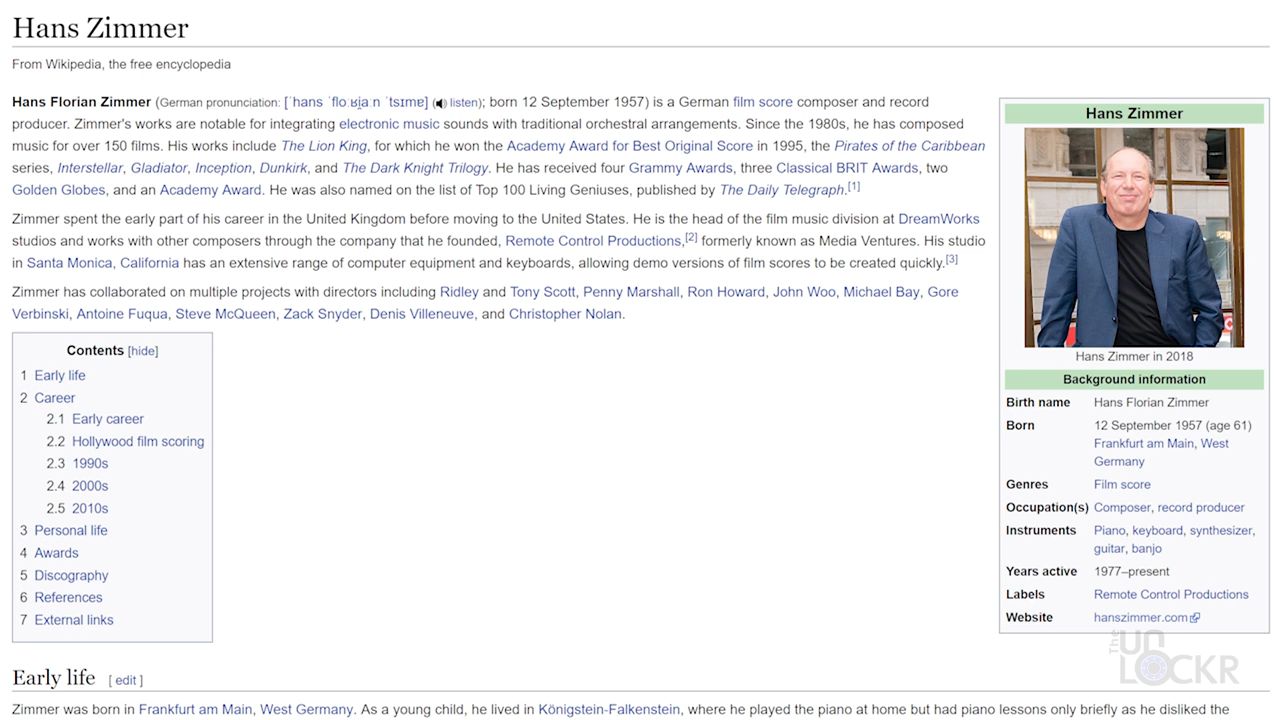 Hans Zimmer
From Wikipedia, the free encyclopedia
Hans Florian Zimmer (German pronunciation: [ˈhans ˈfloːʁi̯aːn ˈtsɪmɐ] (listen); born 12 September 1957) is a German film score composer and record
producer. Zimmer's works are notable for integrating electronic music sounds with traditional orchestral arrangements. Since the 1980s, he has composed
music for over 150 films. His works include The Lion King, for which he won the Academy Award for Best Original Score in 1995, the Pirates of the Caribbean
series, Interstellar, Gladiator, Inception, Dunkirk, and The Dark Knight Trilogy. He has received four Grammy Awards, three Classical BRIT Awards, two
Golden Globes, and an Academy Award. He was also named on the list of Top 100 Living Geniuses, published by The Daily Telegraph.[1]
Zimmer spent the early part of his career in the United Kingdom before moving to the United States. He is the head of the film music division at DreamWorks
studios and works with other composers through the company that he founded, Remote Control Productions,[2] formerly known as Media Ventures. His studio
in Santa Monica, California has an extensive range of computer equipment and keyboards, allowing demo versions of film scores to be created quickly.[3]
Zimmer has collaborated on multiple projects with directors including Ridley and Tony Scott, Penny Marshall, Ron Howard, John Woo, Michael Bay, Gore
Verbinski, Antoine Fuqua, Steve McQueen, Zack Snyder, Denis Villeneuve, and Christopher Nolan.
Contents [hide]
1 Early life
2 Career
2.1 Early career
2.2 Hollywood film scoring
2.3 1990s
2.4 2000s
2.5 2010s
3 Personal life
4 Awards
5 Discography
6 References
7 External links
Hans Zimmer
Hans Zimmer in 2018
Background information
Birth name Hans Florian Zimmer
Born 12 September 1957 (age 61)
Frankfurt am Main, West
Germany
Genres Film score
Occupation(s) Composer, record producer
Instruments Piano, keyboard, synthesizer,
guitar, banjo
Years active 1977–present
Labels Remote Control Productions
Website hanszimmer.com
The
UN
LOCKR
Early life [ edit ]
Zimmer was born in Frankfurt am Main, West Germany. As a young child, he lived in Königstein-Falkenstein, where he played the piano at home but had piano lessons only briefly as he disliked the